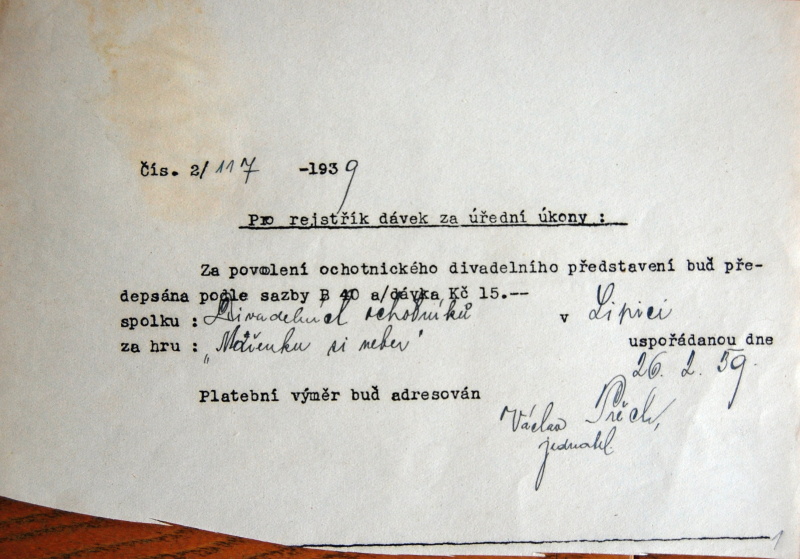 Čís. 2/117 -1939
Pro rejstřík dávek za úřední úkony :
Za povolení ochotnického divadelního představení buď pře-
depsána podle sazby B 40 a/dávka Kč 15.--
spolku : Divadelních ochotníků v Lipici
za hru : „Mařenku si neber" uspořádanou dne
26. 2. 39.
Platební výměr buď adresován
Václav
jednatel.
1